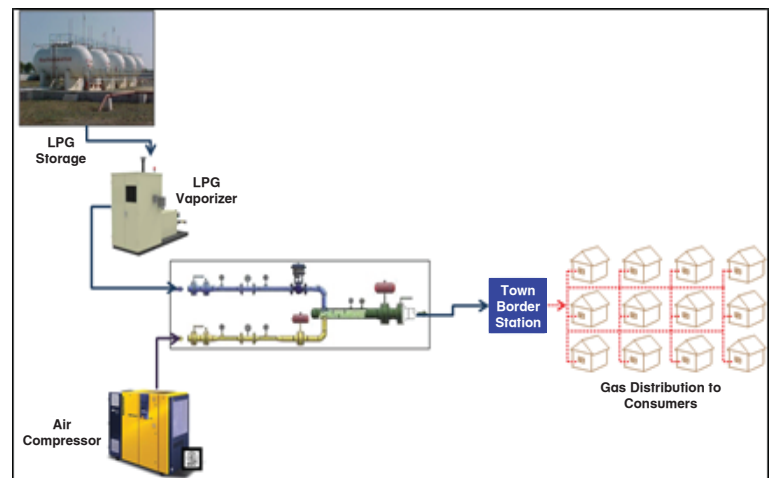 LPG
Storage
LPG
Vaporizer
Town
Border
Station
Gas Distribution to
Consumers
Air
Compressor